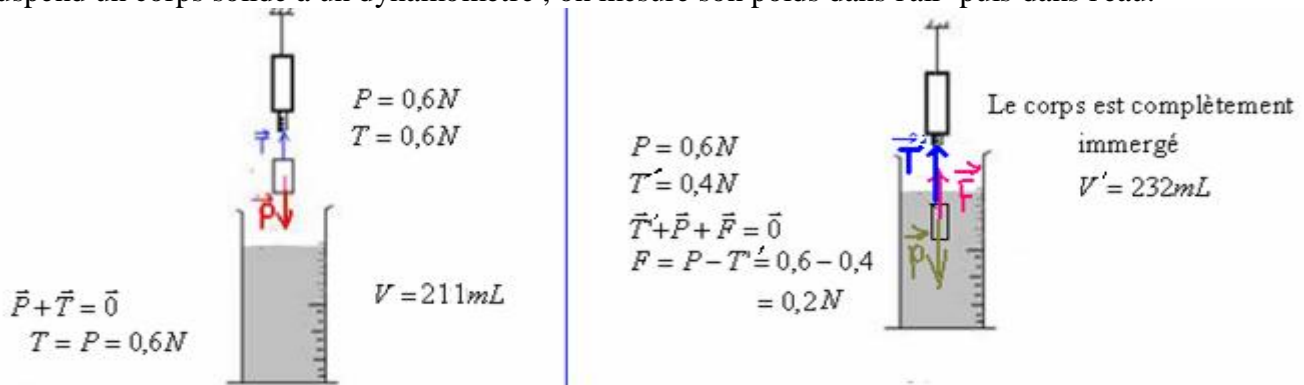 suspend un corps solide à un dynamomètre , on mesure son poids dans l'air puis dans l'eau.
P = 0,6N
T = 0,6N
T⃗
P⃗
V = 211mL
P⃗ + T⃗ = 0⃗
T = P = 0,6N
P = 0,6N
T' = 0,4N
T⃗' + P⃗ + F⃗ = 0⃗
F = P − T' = 0,6 − 0,4
= 0,2N
T⃗'
F⃗
P⃗
Le corps est complètement
immergé
V' = 232mL